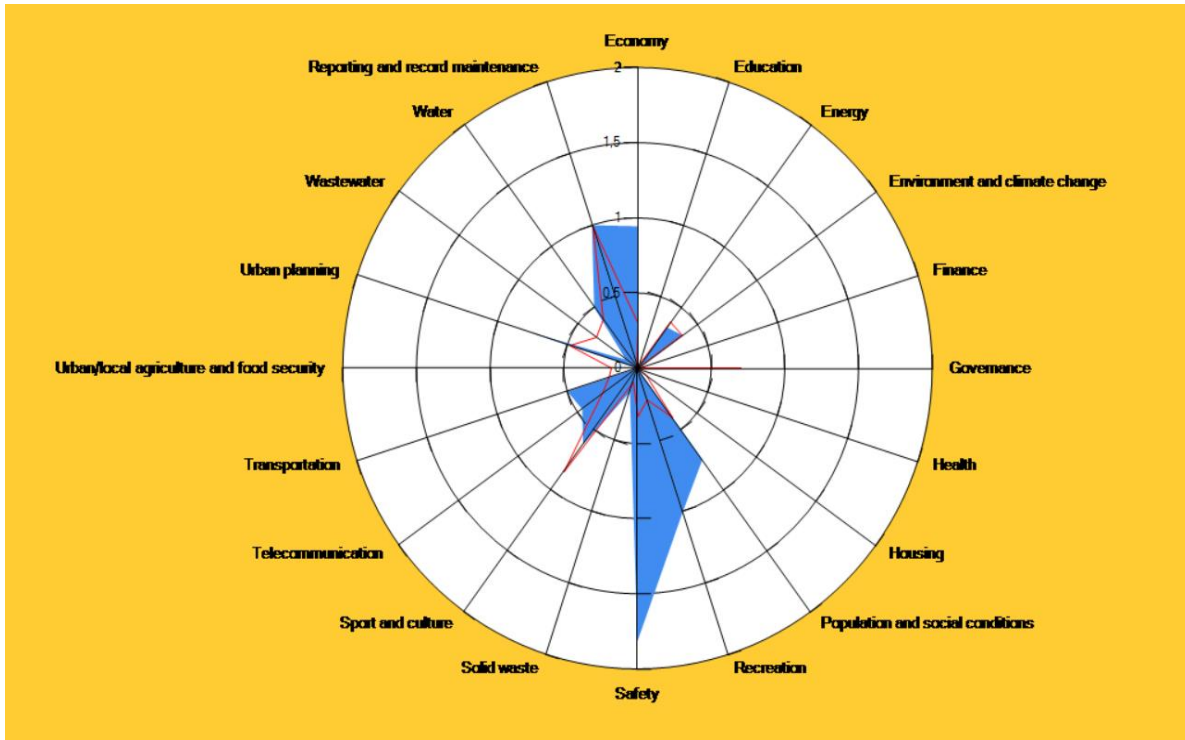 Economy
Reporting and record maintenance
2
Education
Water
Energy
1,5
Wastewater
Environment and climate change
1
Urban planning
Finance
0,5
Urban/local agriculture and food security
0
Governance
Transportation
Health
Telecommunication
Housing
Sport and culture
Population and social conditions
Solid waste
Recreation
Safety